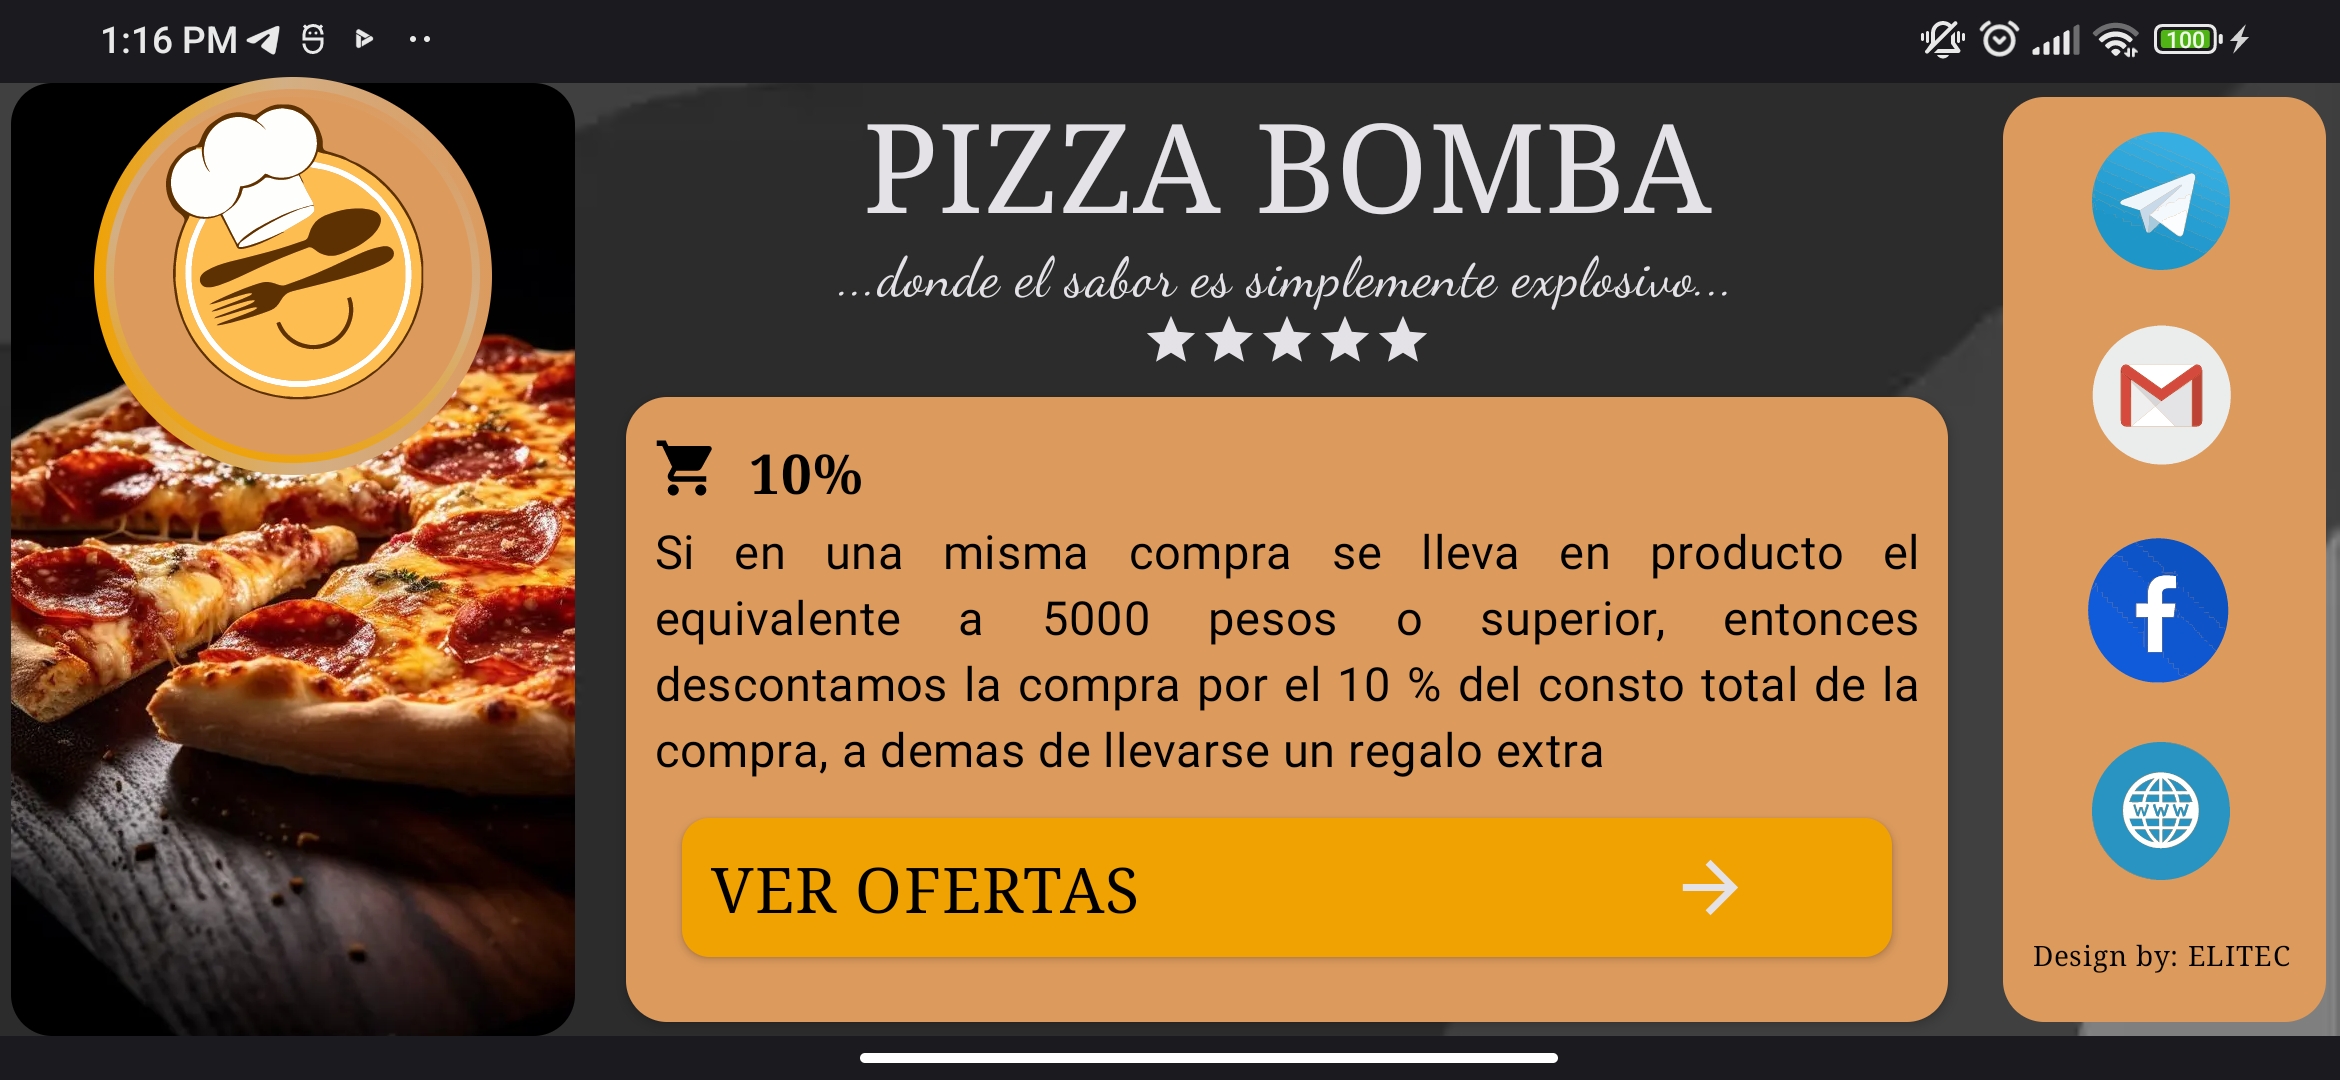 1:16 PM
100
PIZZA BOMBA
...donde el sabor es simplemente explosivo...
10%
Si en una misma compra se lleva en producto el
equivalente a 5000 pesos o superior, entonces
descontamos la compra por el 10 % del consto total de la
compra, a demas de llevarse un regalo extra
VER OFERTAS
WWW
Design by: ELITEC